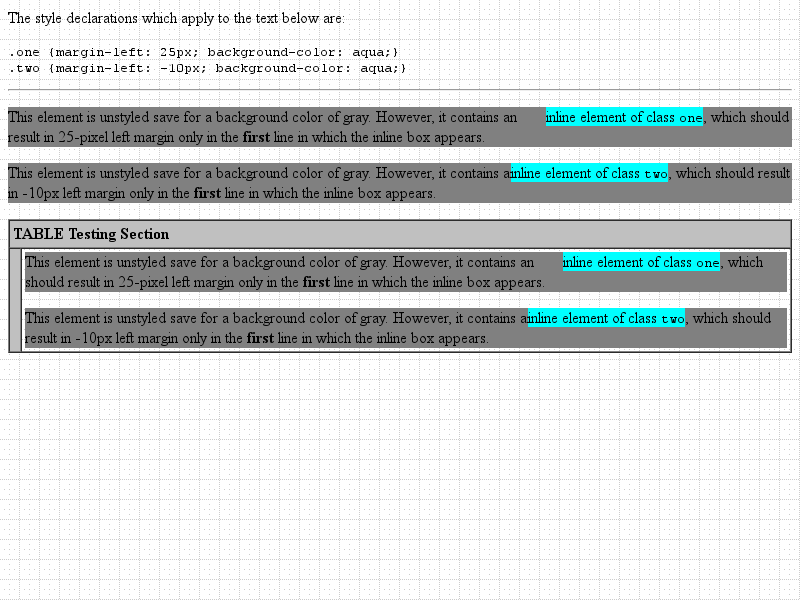 The style declarations which apply to the text below are:
.one {margin-left: 25px; background-color: aqua;}
.two {margin-left: -10px; background-color: aqua;}
This element is unstyled save for a background color of gray. However, it contains an inline element of class one, which should
result in 25-pixel left margin only in the first line in which the inline box appears.
This element is unstyled save for a background color of gray. However, it contains a inline element of class two, which should result
in -10px left margin only in the first line in which the inline box appears.
TABLE Testing Section
This element is unstyled save for a background color of gray. However, it contains an inline element of class one, which
should result in 25-pixel left margin only in the first line in which the inline box appears.
This element is unstyled save for a background color of gray. However, it contains a inline element of class two, which should
result in -10px left margin only in the first line in which the inline box appears.